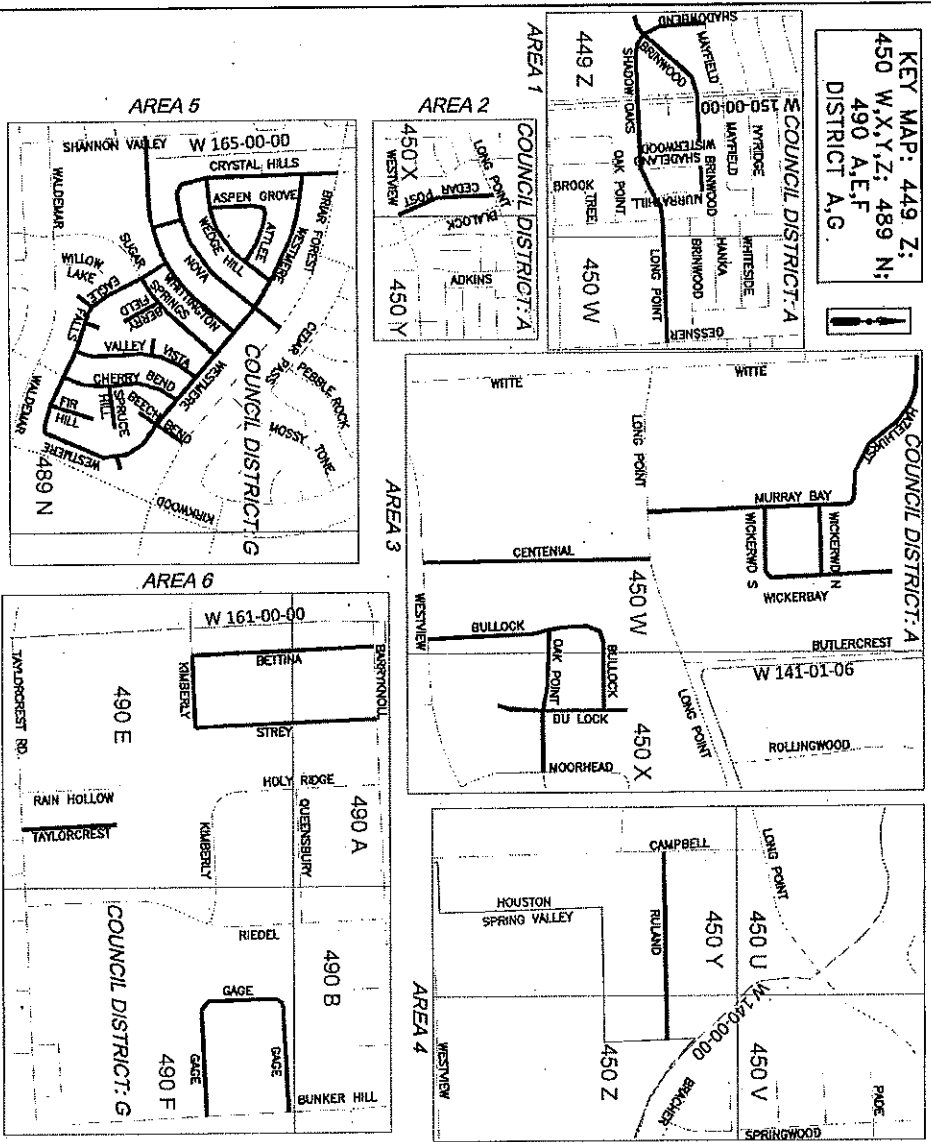 KEY MAP: 449 Z;
450 W,X,Y,Z; 489 N;
490 A,E,F
DISTRICT A,G
AREA 1
COUNCIL DISTRICT: A
W 150-00-00
449 Z
450 W
SHADOWBEND
MAYFIELD
BRINWOOD
SHADOW OAKS
IVYRIDGE
MAYFIELD
WISTERWOOD
SHADELAND
BRINWOOD
MURRAYHILL
OAK POINT
BROOK TREE
WHITESIDE
HANKA
BRINWOOD
LONG POINT
GESSNER
AREA 2
COUNCIL DISTRICT: A
450 X
450 Y
LONG POINT
CEDAR POST
WESTVIEW
DULALOCK
ADKINS
AREA 3
COUNCIL DISTRICT: A
WITTE
WITTE
HAZELHURST
LONG POINT
MURRAY BAY
WICKERWD N
WICKERWD S
WICKERBAY
CENTENIAL
450 W
WESTVIEW
BULLOCK
BULLOCK
OAK POINT
DU LOCK
MOORHEAD
BUTLERCREST
W 141-01-06
LONG POINT
ROLLINGWOOD
450 X
AREA 4
CAMPBELL
LONG POINT
HOUSTON
SPRING VALLEY
RULAND
450 Y
450 U
W 140-00-00
450 Z
450 V
WESTVIEW
BRACHER
SPRINGWOOD
PADE
AREA 5
SHANNON VALLEY
W 165-00-00
CRYSTAL HILLS
ASPEN GROVE
ATTLEE
WEDGE HILL
NOVA
BRIAR FOREST
WESTMERE
WALDEMAR
SUGAR
SPRINGS
WHITTINGTON
WILLOW LAKE
EAGLE
FALLS
BERRY
FIELD
VALLEY
VISTA
WESTMERE
CEDAR PASS
PEBBLE ROCK
COUNCIL DISTRICT: G
CHERRY BEND
SPRUCE HILL
BEECH BEND
FIR HILL
MOSSY TONE
WALDEMAR
WESTMERE
KIRKWOOD
489 N
AREA 6
W 161-00-00
TAYLORCREST RD.
KIMBERLY
BETTINA
BARRYKNOLL
STREY
490 E
HOLY RIDGE
490 A
RAIN HOLLOW
TAYLORCREST
KIMBERLY
QUEENSBURY
RIEDEL
490 B
COUNCIL DISTRICT: G
GAGE
GAGE
GAGE
490 F
BUNKER HILL